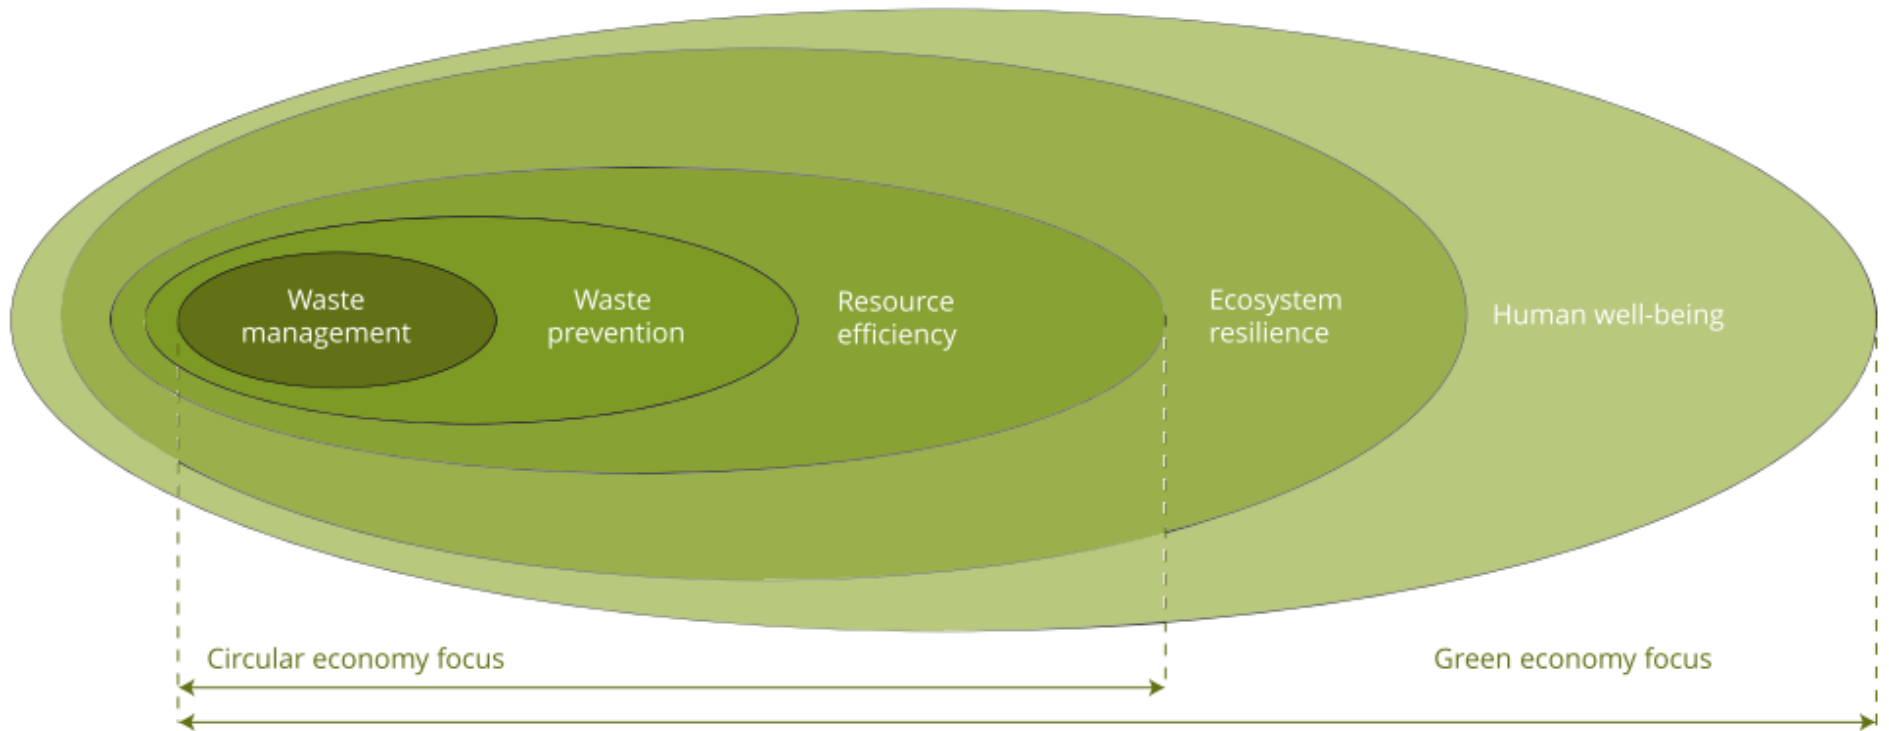 Waste
management
Waste
prevention
Resource
efficiency
Ecosystem
resilience
Human well-being
Circular economy focus
Green economy focus